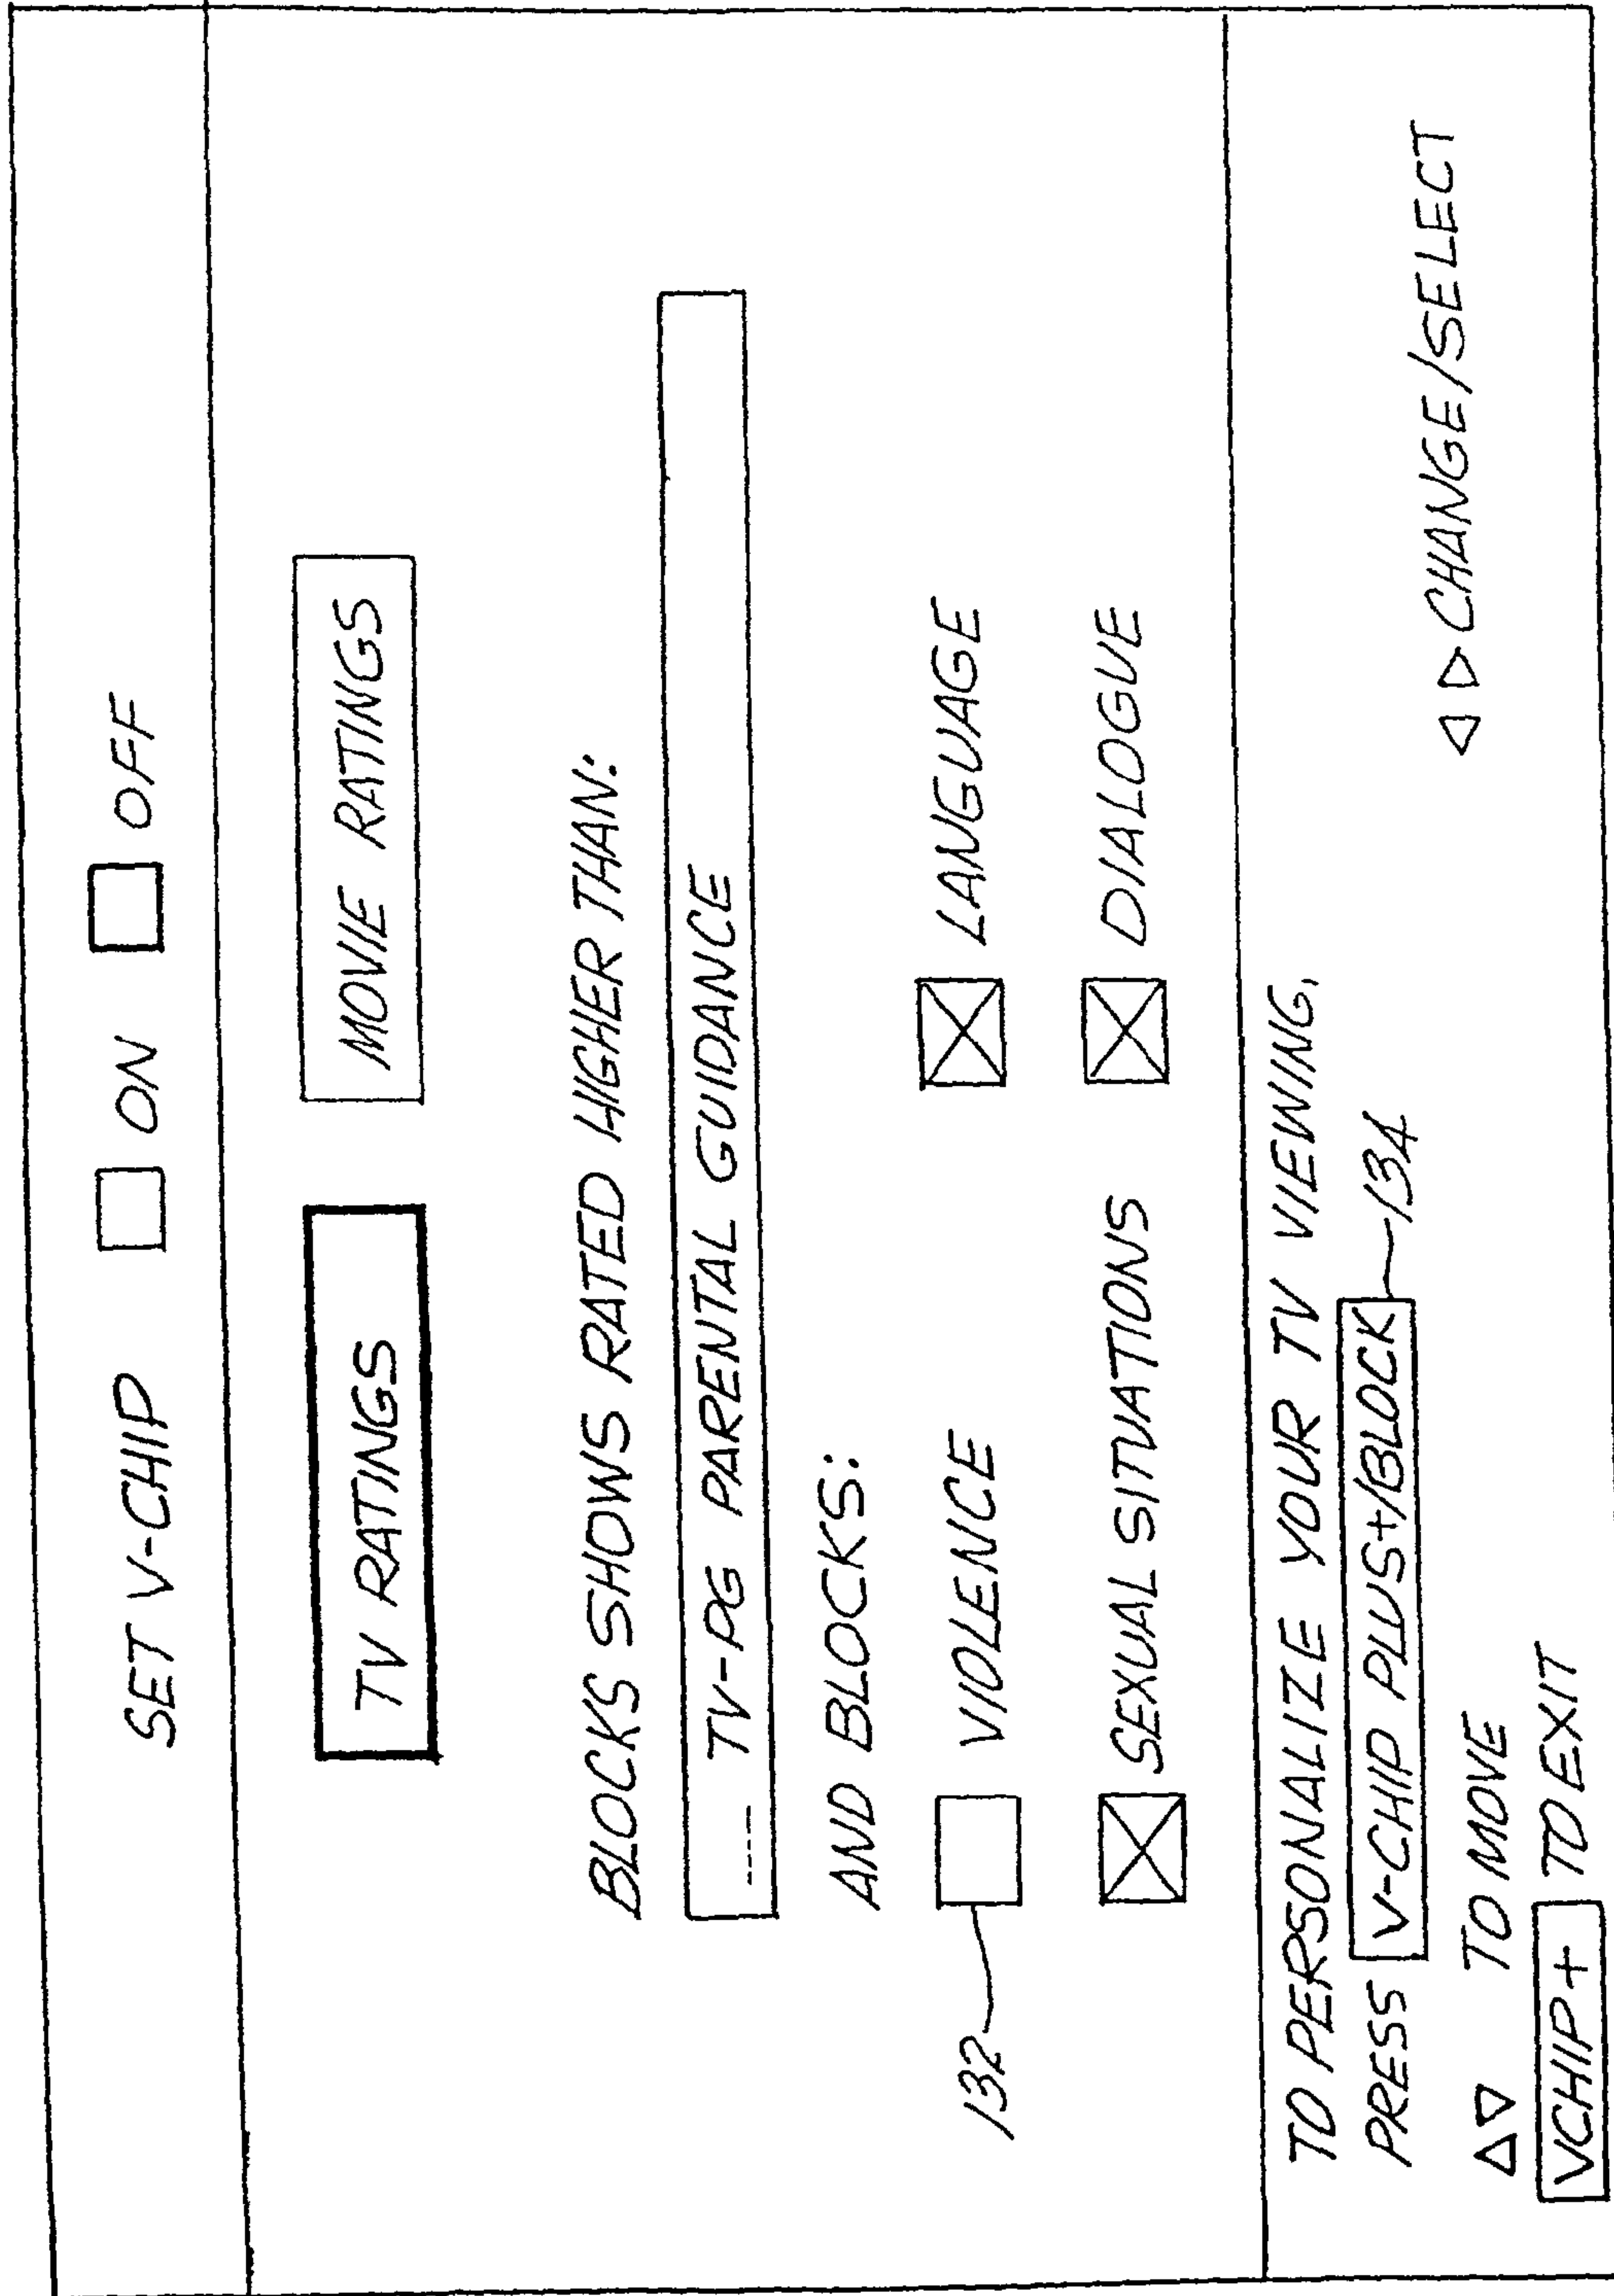 SET V-CHIP ON OFF
TV RATINGS MOVIE RATINGS
BLOCKS SHOWS RATED HIGHER THAN:
---- TV-PG PARENTAL GUIDANCE
AND BLOCKS:
132 VIOLENCE LANGUAGE
SEXUAL SITUATIONS DIALOGUE
TO PERSONALIZE YOUR TV VIEWING,
PRESS V-CHIP PLUS+/BLOCK 134
TO MOVE CHANGE/SELECT
VCHIP+ TO EXIT